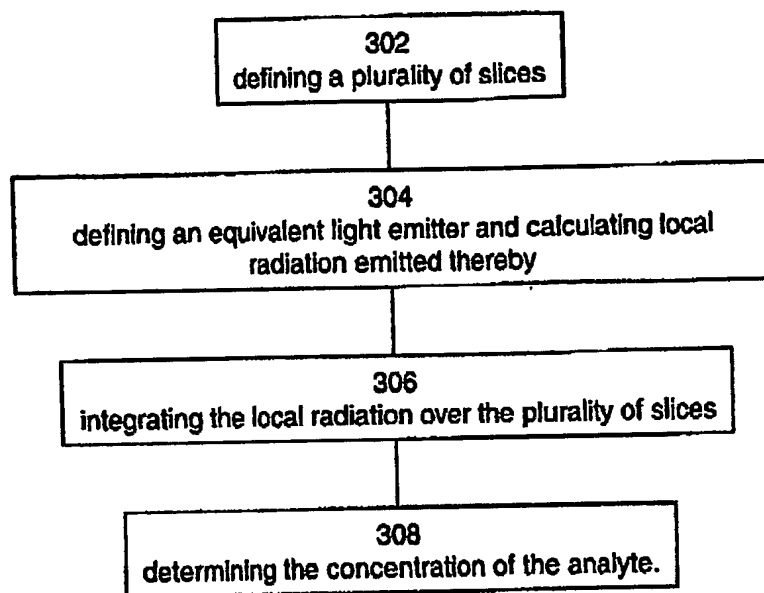 302
defining a plurality of slices
304
defining an equivalent light emitter and calculating local
radiation emitted thereby
306
integrating the local radiation over the plurality of slices
308
determining the concentration of the analyte.